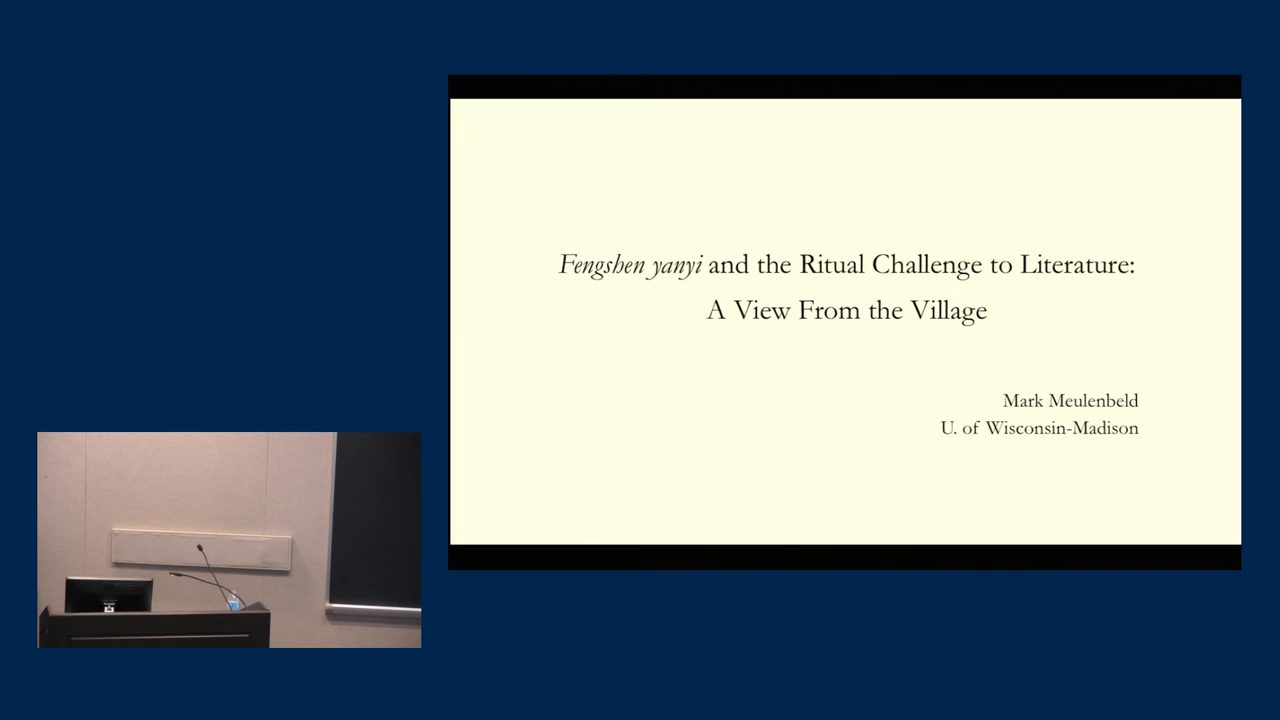 Fengshen yanyi and the Ritual Challenge to Literature:
A View From the Village
Mark Meulenbeld
U. of Wisconsin-Madison